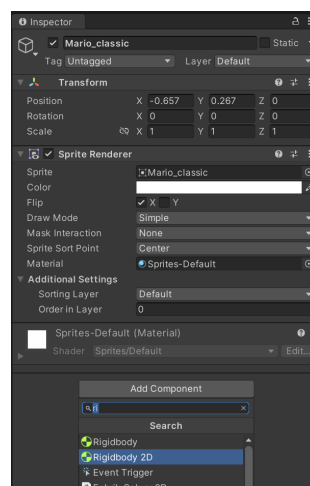 Inspector
Mario_classic Static
Tag Untagged Layer Default
Transform
Position X -0.657 Y 0.267 Z 0
Rotation X 0 Y 0 Z 0
Scale X 1 Y 1 Z 1
Sprite Renderer
Sprite Mario_classic
Color
Flip X Y
Draw Mode Simple
Mask Interaction None
Sprite Sort Point Center
Material Sprites-Default
Additional Settings
Sorting Layer Default
Order in Layer 0
Sprites-Default (Material)
Shader Sprites/Default Edit...
Add Component
ri
Search
Rigidbody
Rigidbody 2D
Event Trigger